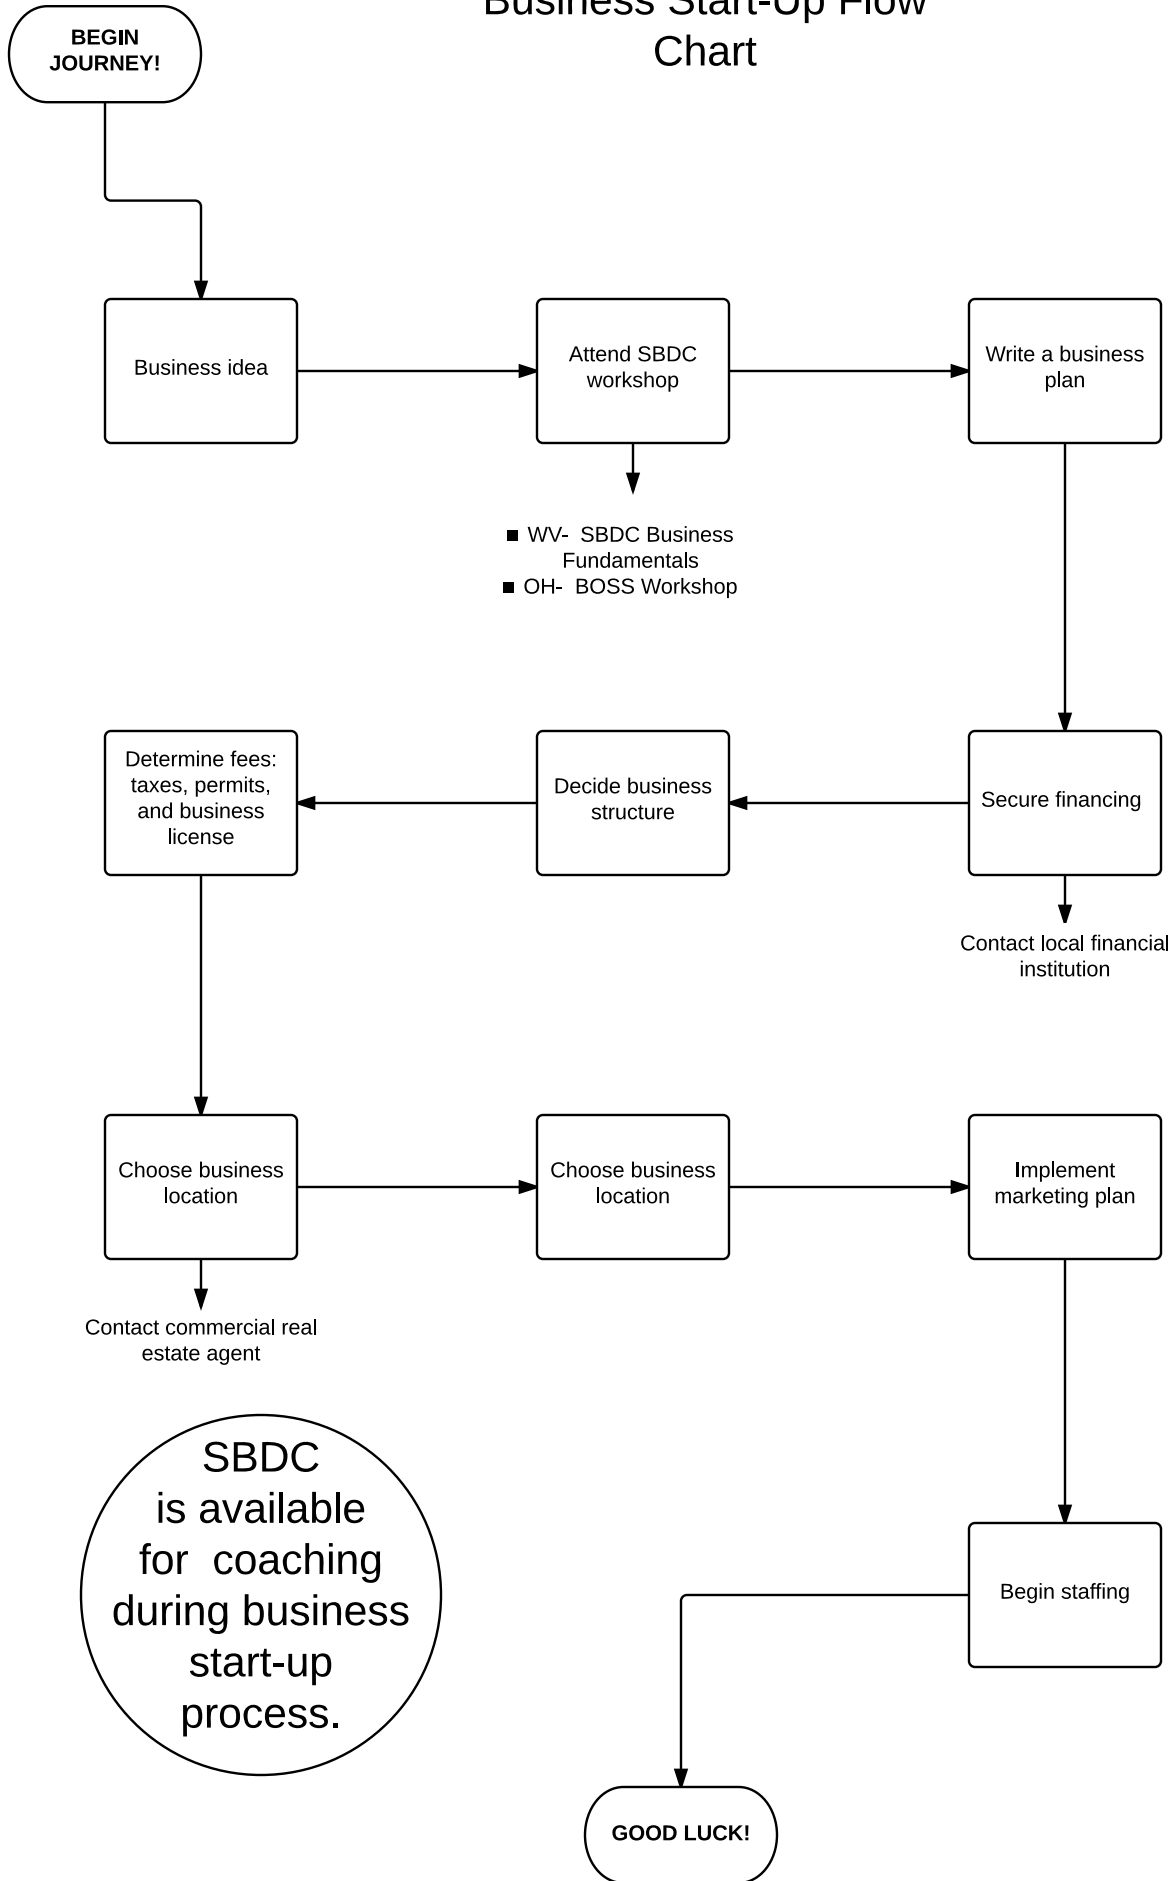 Business Start-Up Flow
Chart
BEGIN
JOURNEY!
Business idea
Attend SBDC
workshop
Write a business
plan
■ WV-  SBDC Business
Fundamentals
■ OH-  BOSS Workshop
Determine fees:
taxes, permits,
and business
license
Decide business
structure
Secure financing
Contact local financial
institution
Choose business
location
Choose business
location
Implement
marketing plan
Contact commercial real
estate agent
SBDC
is available
for  coaching
during business
start-up
process.
Begin staffing
GOOD LUCK!